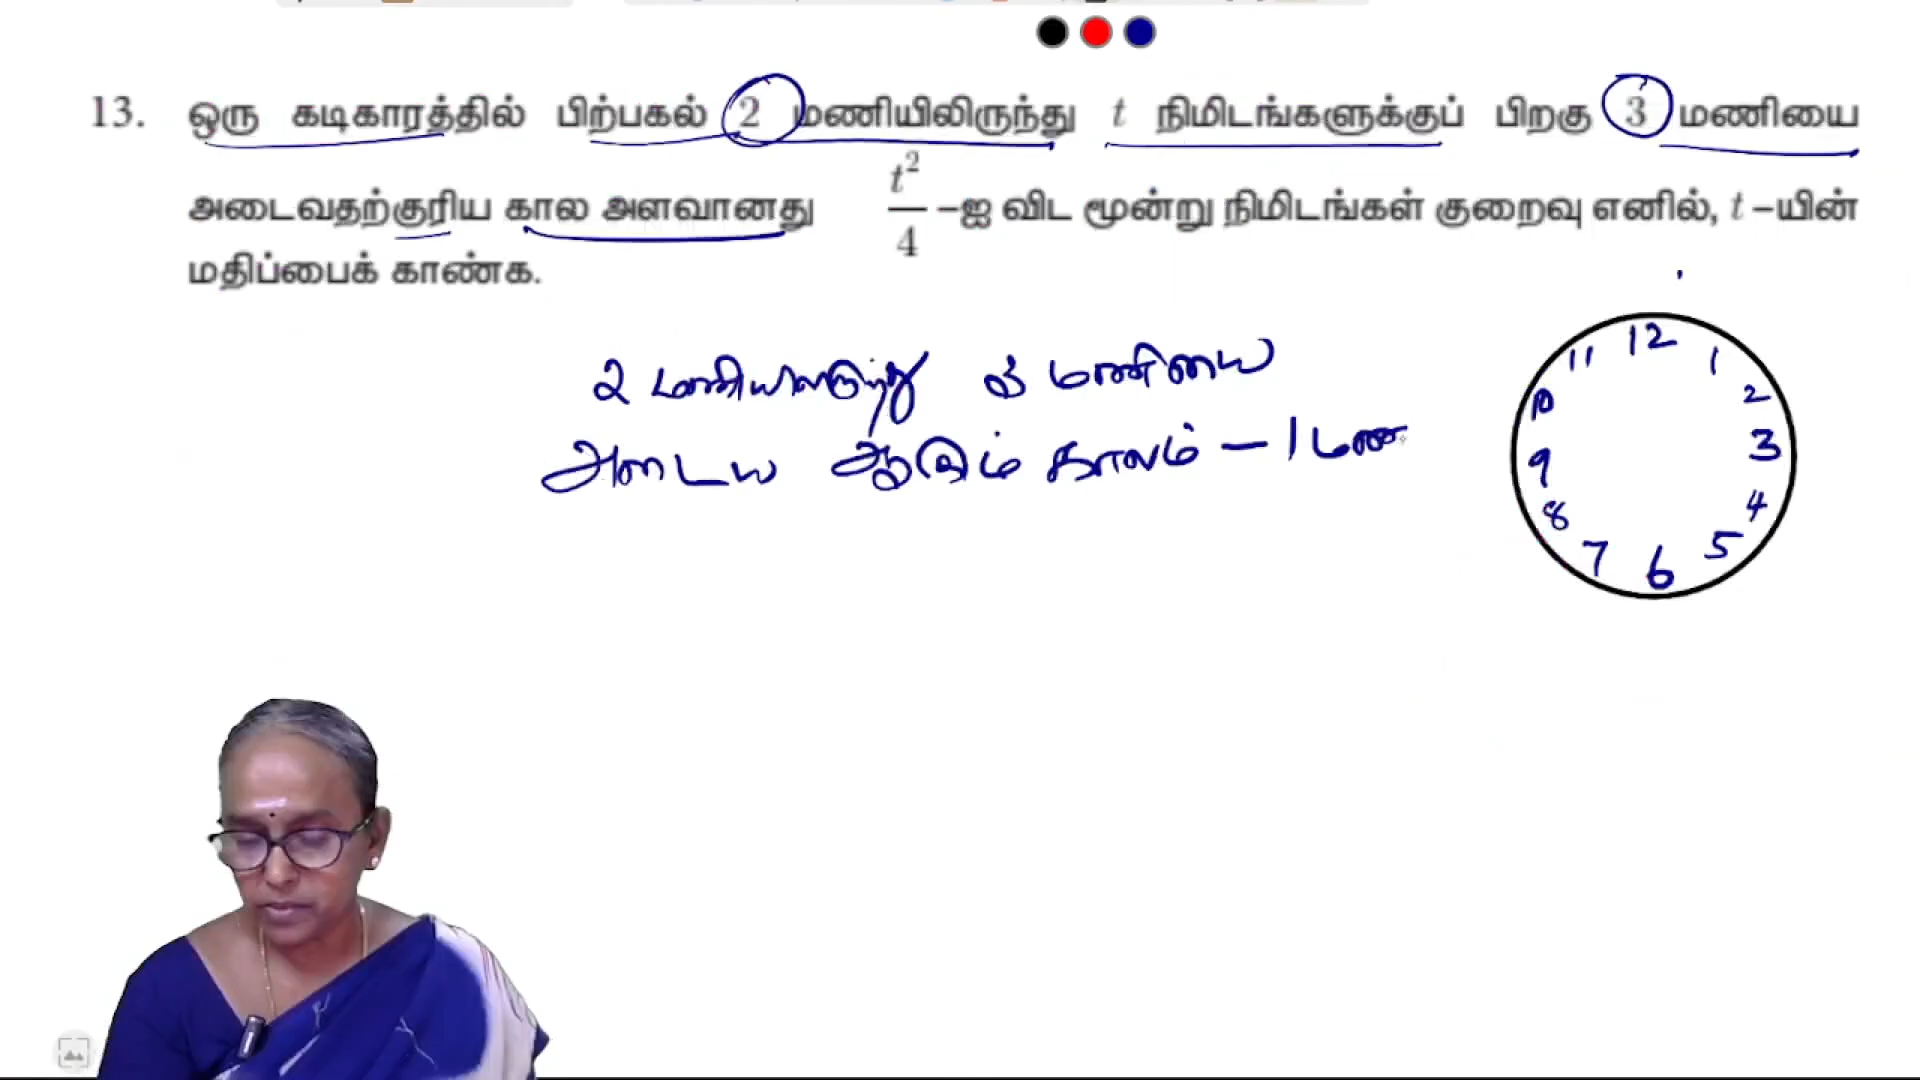 13. ஒரு கடிகாரத்தில் பிற்பகல் 2 மணியிலிருந்து t நிமிடங்களுக்குப் பிறகு 3 மணியை
அடைவதற்குரிய கால அளவானது t²/4 –ஐ விட மூன்று நிமிடங்கள் குறைவு எனில், t –யின்
மதிப்பைக் காண்க.
2 மணியிலிருந்து 3 மணியை
அடைய ஆகும் காலம் – 1 மண
12
11 1
10 2
9 3
8 4
7 5
6